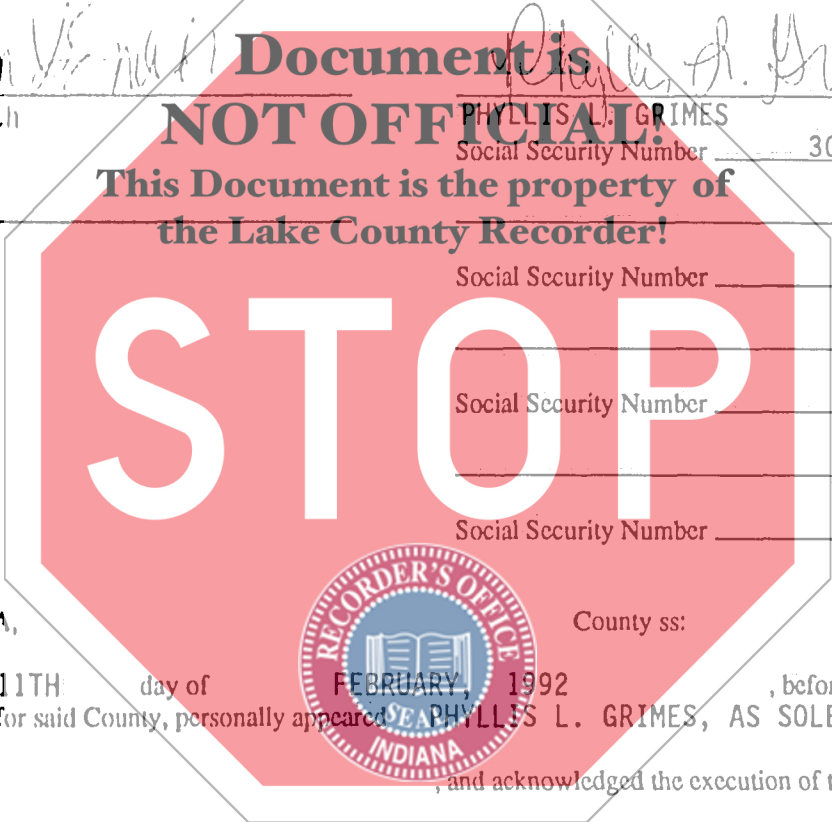 Document is
NOT OFFICIAL!
This Document is the property of
the Lake County Recorder!
STOP
RECORDER'S OFFICE
SEAL
INDIANA
Phyllis L.
PHYLLIS L. GRIMES
Social Security Number 30
Social Security Number
Social Security Number
Social Security Number
County ss:
11TH day of FEBRUARY, 1992 , befor
for said County, personally appeared PHYLLIS L. GRIMES, AS SOLE
, and acknowledged the execution of t